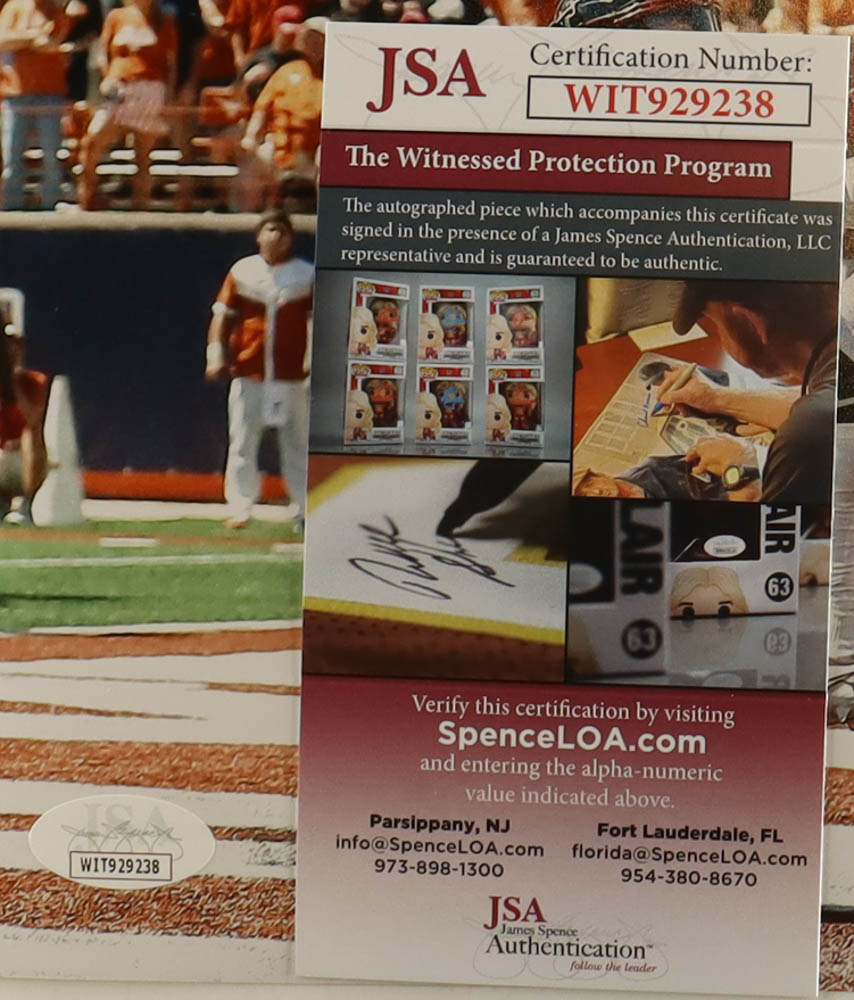 JSA
Certification Number:
WIT929238
The Witnessed Protection Program
The autographed piece which accompanies this certificate was
signed in the presence of a James Spence Authentication, LLC
representative and is guaranteed to be authentic.
LAIR
63
AIR
63
Verify this certification by visiting
SpenceLOA.com
and entering the alpha-numeric
value indicated above.
Parsippany, NJ
info@SpenceLOA.com
973-898-1300
Fort Lauderdale, FL
florida@SpenceLOA.com
954-380-8670
JSA
James Spence
Authentication™
follow the leader
JSA
WIT929238